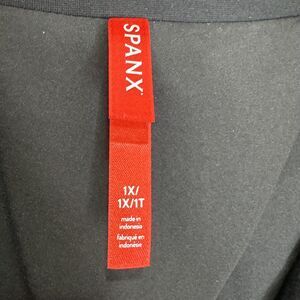 SPANX
1X/
1X/1T
made in
indonesia
fabriqué en
indonésie